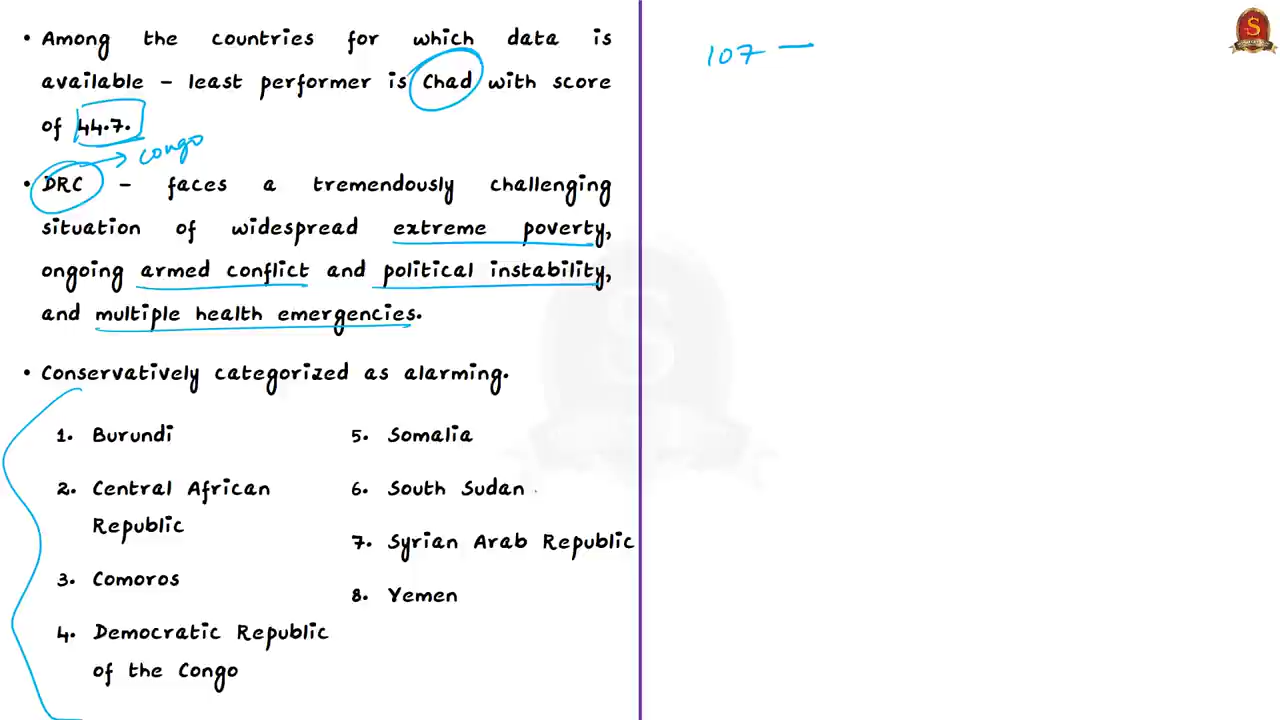 • Among the countries for which data is
available - least performer is Chad with score
of 44.7.
congo
• DRC - faces a tremendously challenging
situation of widespread extreme poverty,
ongoing armed conflict and political instability,
and multiple health emergencies.
• Conservatively categorized as alarming.
1. Burundi
2. Central African
Republic
3. Comoros
4. Democratic Republic
of the Congo
5. Somalia
6. South Sudan
7. Syrian Arab Republic
8. Yemen
107 —
S
S